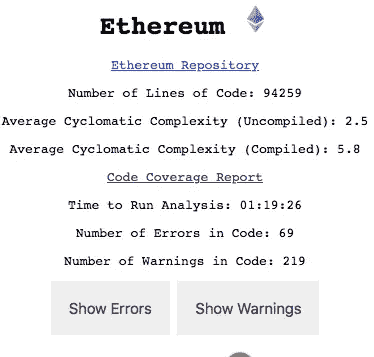 Ethereum
Ethereum Repository
Number of Lines of Code: 94259
Average Cyclomatic Complexity (Uncompiled): 2.5
Average Cyclomatic Complexity (Compiled): 5.8
Code Coverage Report
Time to Run Analysis: 01:19:26
Number of Errors in Code: 69
Number of Warnings in Code: 219
Show Errors
Show Warnings